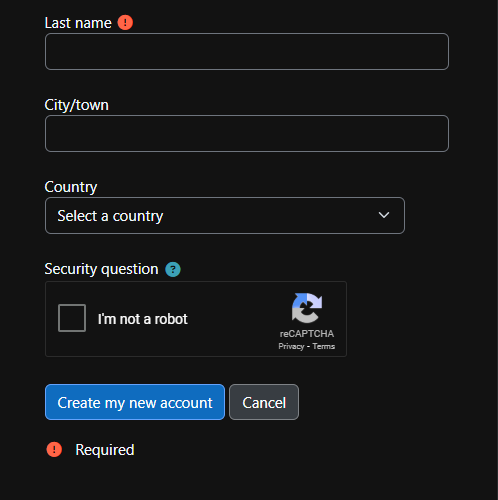 Last name
City/town
Country
Select a country
Security question
I'm not a robot
reCAPTCHA
Privacy - Terms
Create my new account Cancel
Required